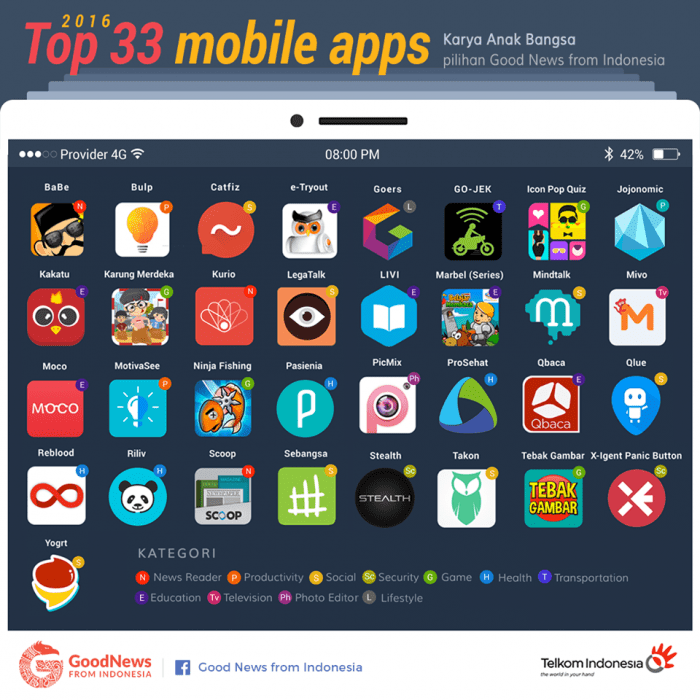 2016
Top 33 mobile apps
Karya Anak Bangsa
pilihan Good News from Indonesia
Provider 4G 08:00 PM 42%
BaBe Bulp Catfiz e-Tryout Goers GO-JEK Icon Pop Quiz Jojonomic
N P S E L T G P
Kakatu Karung Merdeka Kurio LegaTalk LIVI Marbel (Series) Mindtalk Mivo
E G N S E E S Tv
m M
Moco MotivaSee Ninja Fishing Pasienia PicMix ProSehat Qbaca Qlue
E P G H Ph H E S
MOCO p Qbaca
Reblood Riliv Scoop Sebangsa Stealth Takon Tebak Gambar X-Igent Panic Button
H H N S Sc S G Sc
SCOOP STEALTH TEBAK GAMBAR
Yogrt
S
KATEGORI
N News Reader P Productivity S Social Sc Security G Game H Health T Transportation
E Education Tv Television Ph Photo Editor L Lifestyle
GoodNews
FROM INDONESIA
f Good News from Indonesia
Telkom Indonesia
the world in your hand